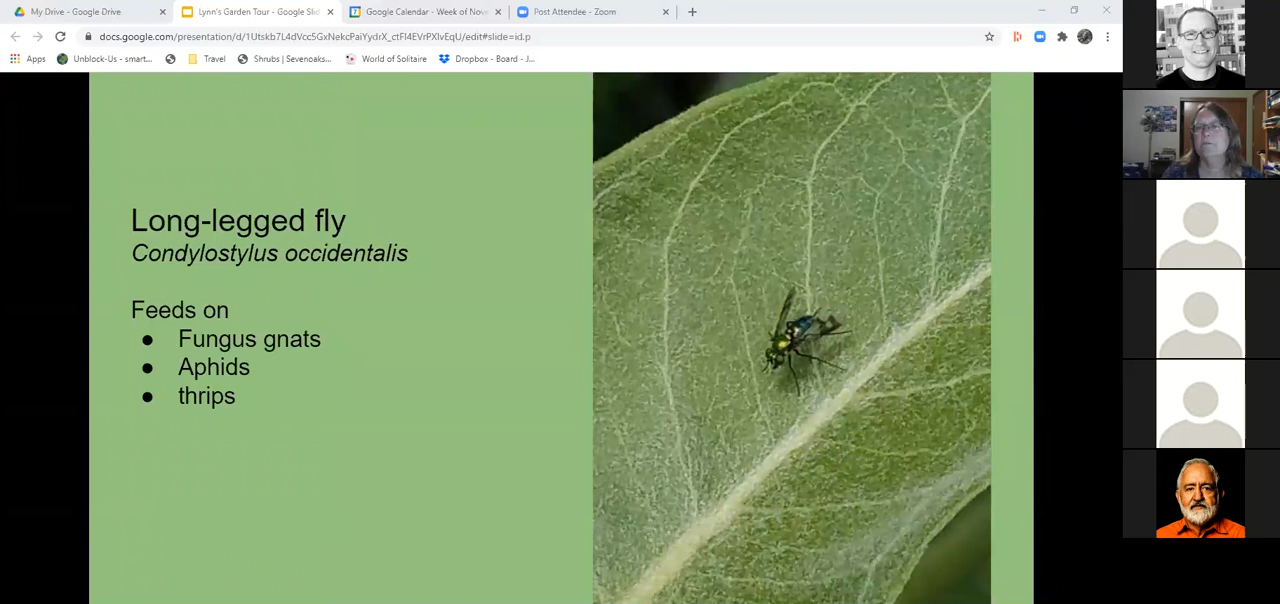 My Drive - Google Drive
Lynn's Garden Tour - Google Slid
Google Calendar - Week of Nove
Post Attendee - Zoom
docs.google.com/presentation/d/1Utskb7L4dVcc5GxNekcPaiYydrX_ctFl4EVrPXlvEqU/edit#slide=id.p
Apps
Unblock-Us - smart...
Travel
Shrubs | Sevenoaks...
World of Solitaire
Dropbox - Board - J...
Long-legged fly
Condylostylus occidentalis
Feeds on
● Fungus gnats
● Aphids
● thrips